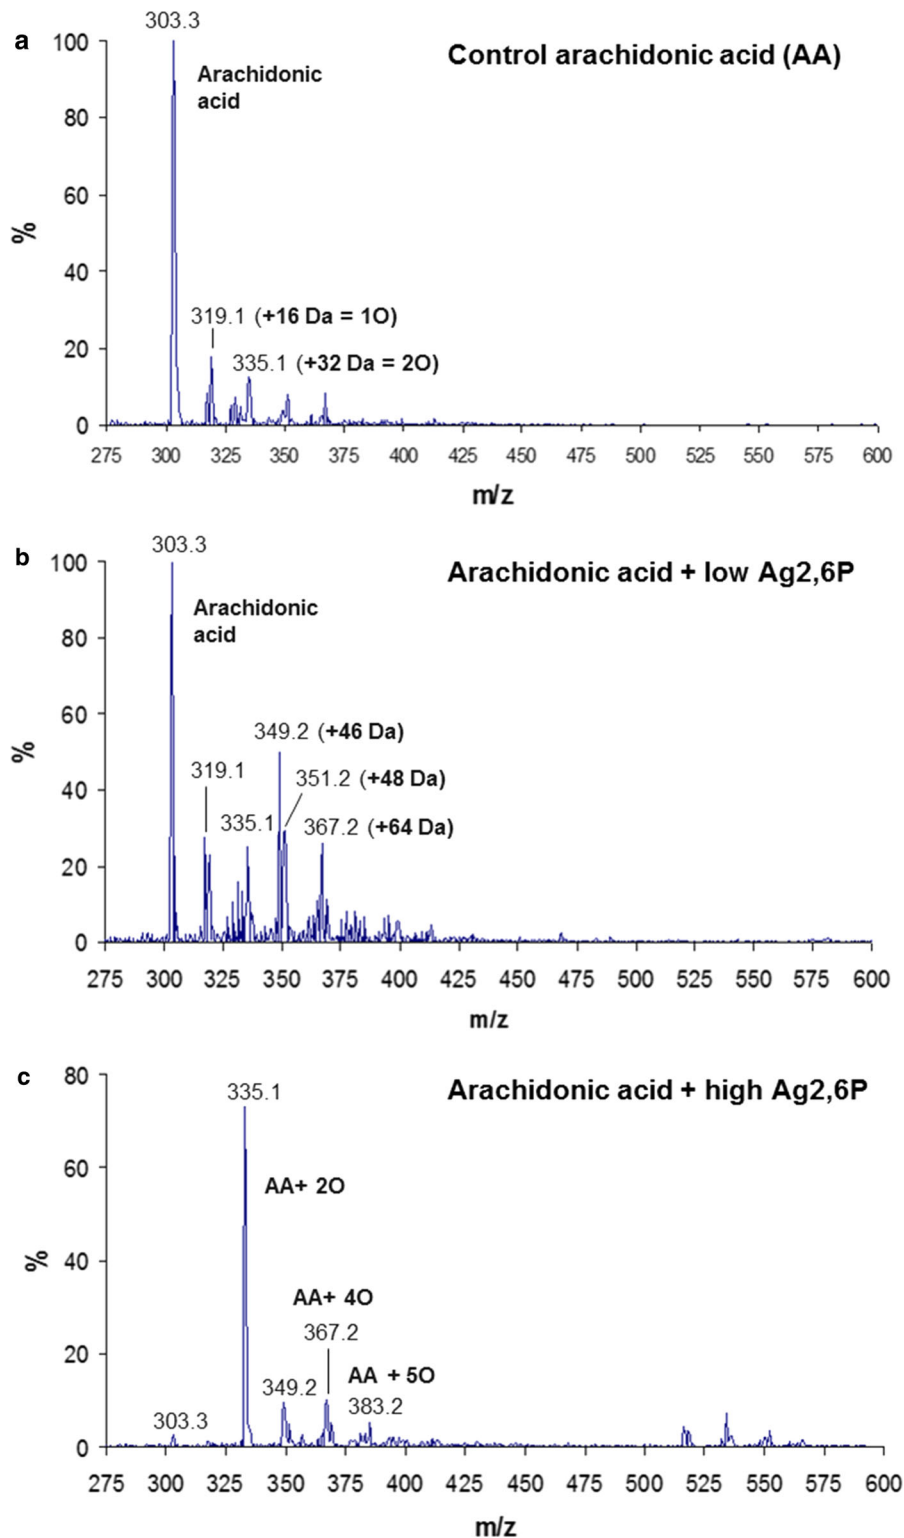 a
303.3
Control arachidonic acid (AA)
Arachidonic
acid
100
80
60
40
20
0
%
319.1 (+16 Da = 1O)
335.1 (+32 Da = 2O)
275 300 325 350 375 400 425 450 475 500 525 550 575 600
m/z
b
303.3
Arachidonic acid + low Ag2,6P
Arachidonic
acid
100
80
60
40
20
0
%
349.2 (+46 Da)
319.1
351.2 (+48 Da)
335.1
367.2 (+64 Da)
275 300 325 350 375 400 425 450 475 500 525 550 575 600
m/z
c
335.1
Arachidonic acid + high Ag2,6P
80
60
40
20
0
%
AA+ 2O
AA+ 4O
367.2
AA + 5O
349.2
383.2
303.3
275 300 325 350 375 400 425 450 475 500 525 550 575 600
m/z